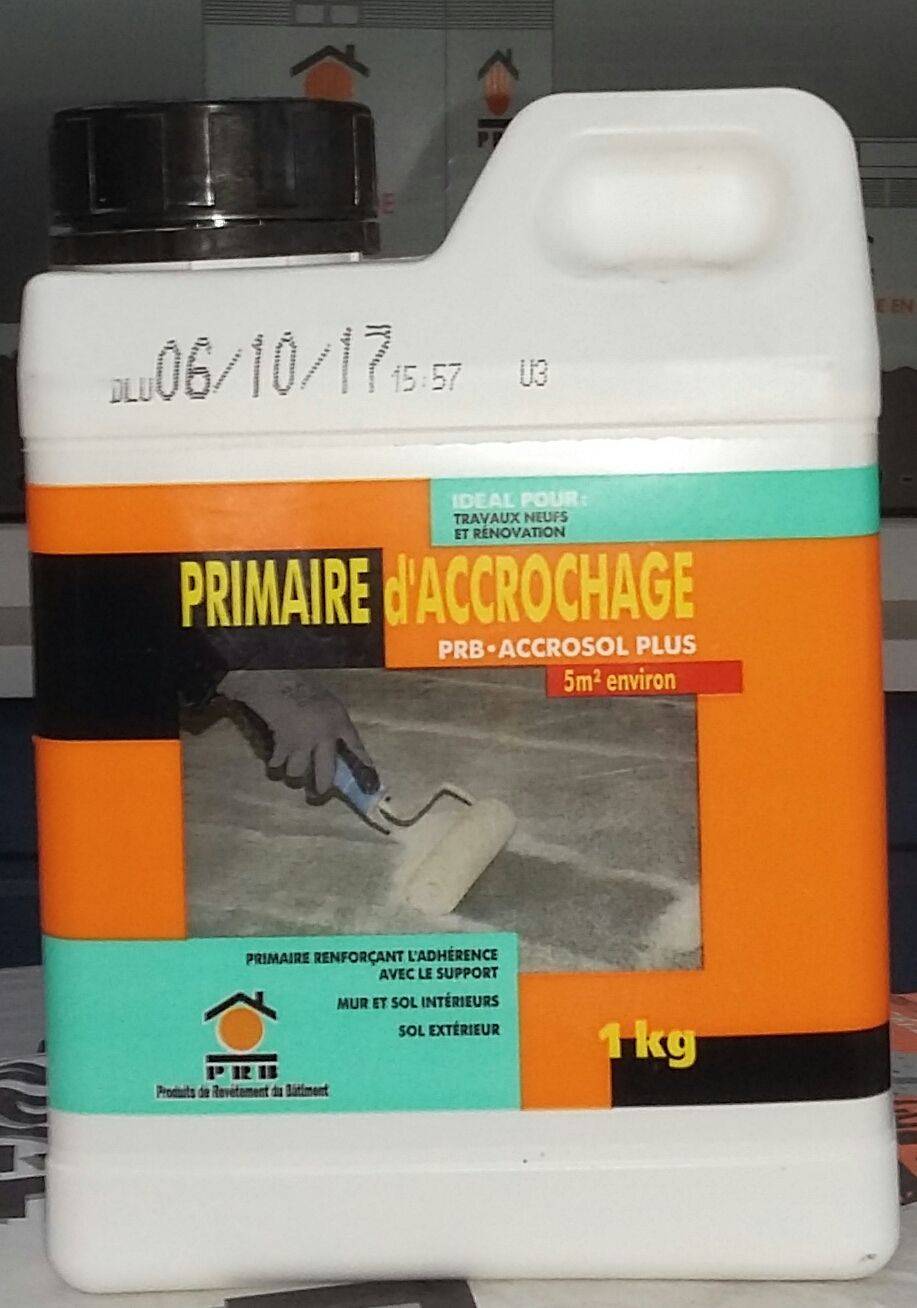 DLU 06/10/17 15:57 U3
IDEAL POUR :
TRAVAUX NEUFS
ET RÉNOVATION
PRIMAIRE d'ACCROCHAGE
PRB•ACCROSOL PLUS
5m² environ
PRIMAIRE RENFORÇANT L'ADHÉRENCE
AVEC LE SUPPORT
MUR ET SOL INTÉRIEURS
SOL EXTÉRIEUR
1 kg
PRB
Produits de Revêtement du Bâtiment